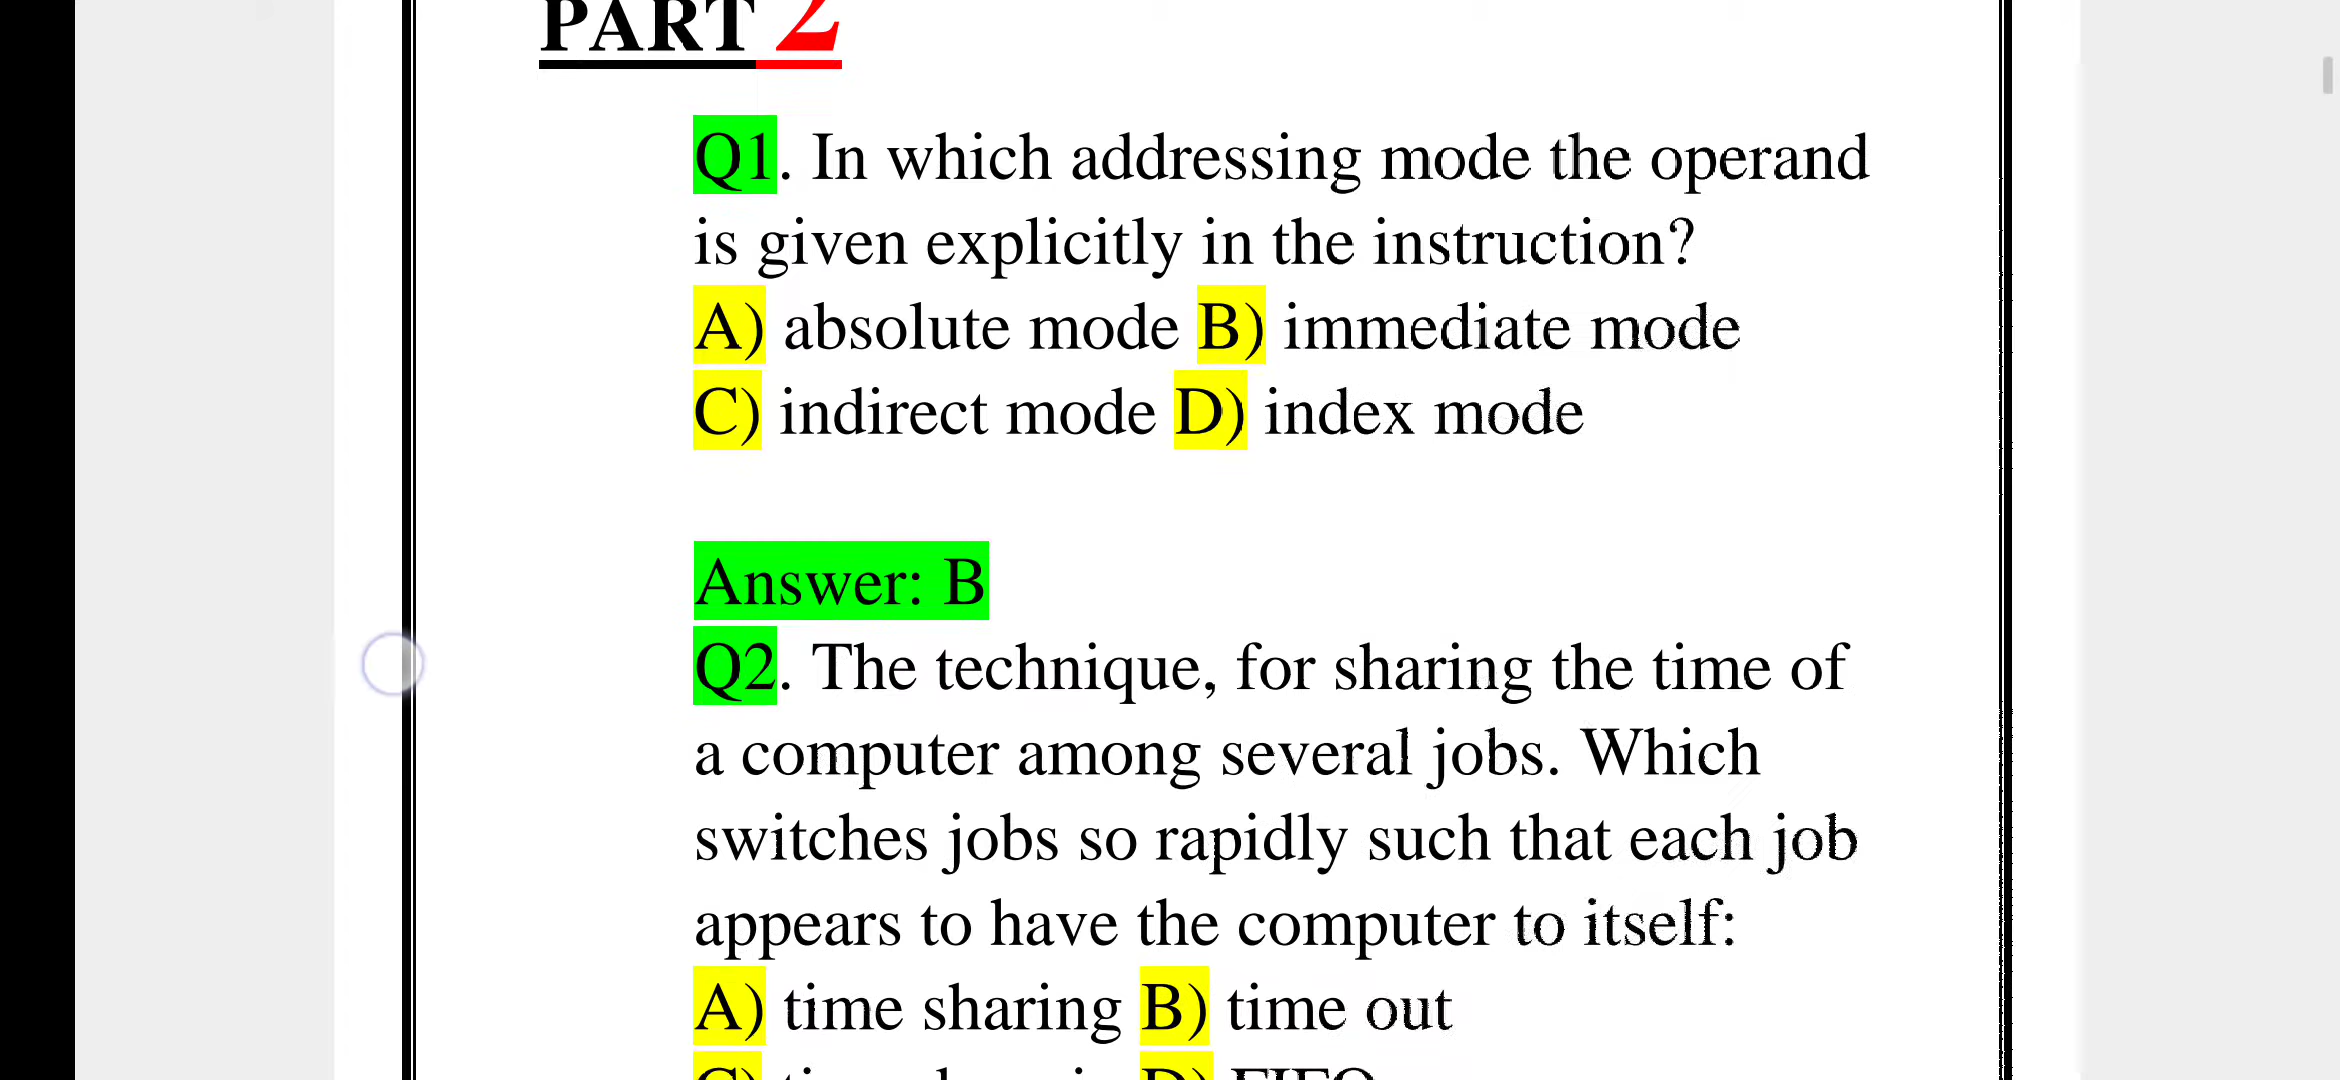 PART 2
Q1. In which addressing mode the operand
is given explicitly in the instruction?
A) absolute mode B) immediate mode
C) indirect mode D) index mode
Answer: B
Q2. The technique, for sharing the time of
a computer among several jobs. Which
switches jobs so rapidly such that each job
appears to have the computer to itself:
A) time sharing B) time out
C) time D) FIFO